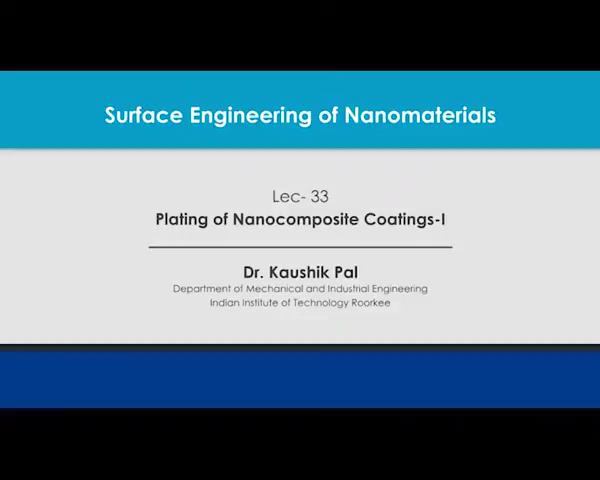 Surface Engineering of Nanomaterials
Lec- 33
Plating of Nanocomposite Coatings-I
Dr. Kaushik Pal
Department of Mechanical and Industrial Engineering
Indian Institute of Technology Roorkee